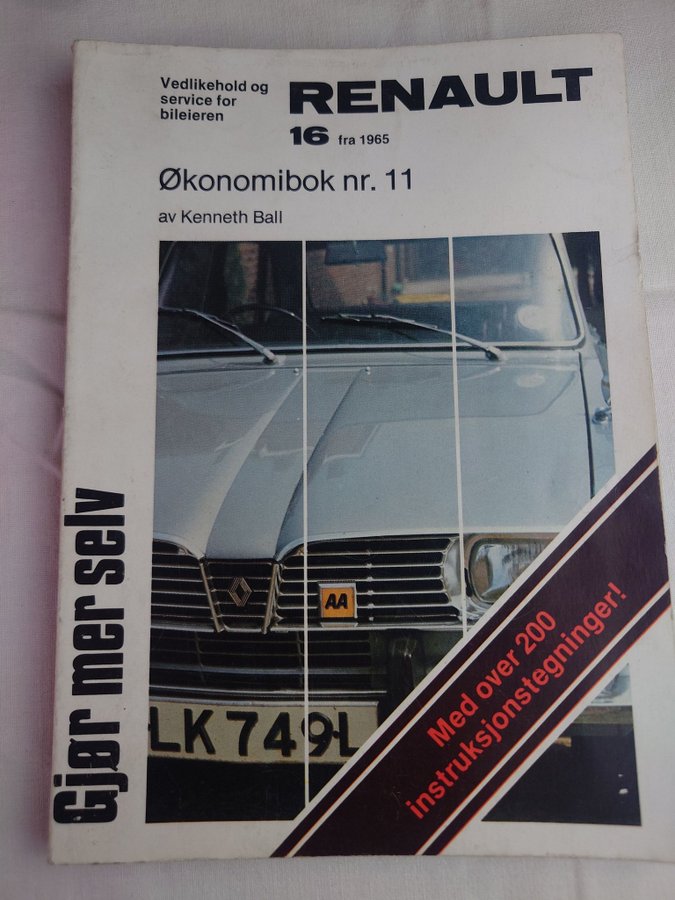 Vedlikehold og
service for
bileieren
RENAULT
16 fra 1965
Økonomibok nr. 11
av Kenneth Ball
Gjør mer selv
AA
LK 749L
Med over 200
instruksjonstegninger!